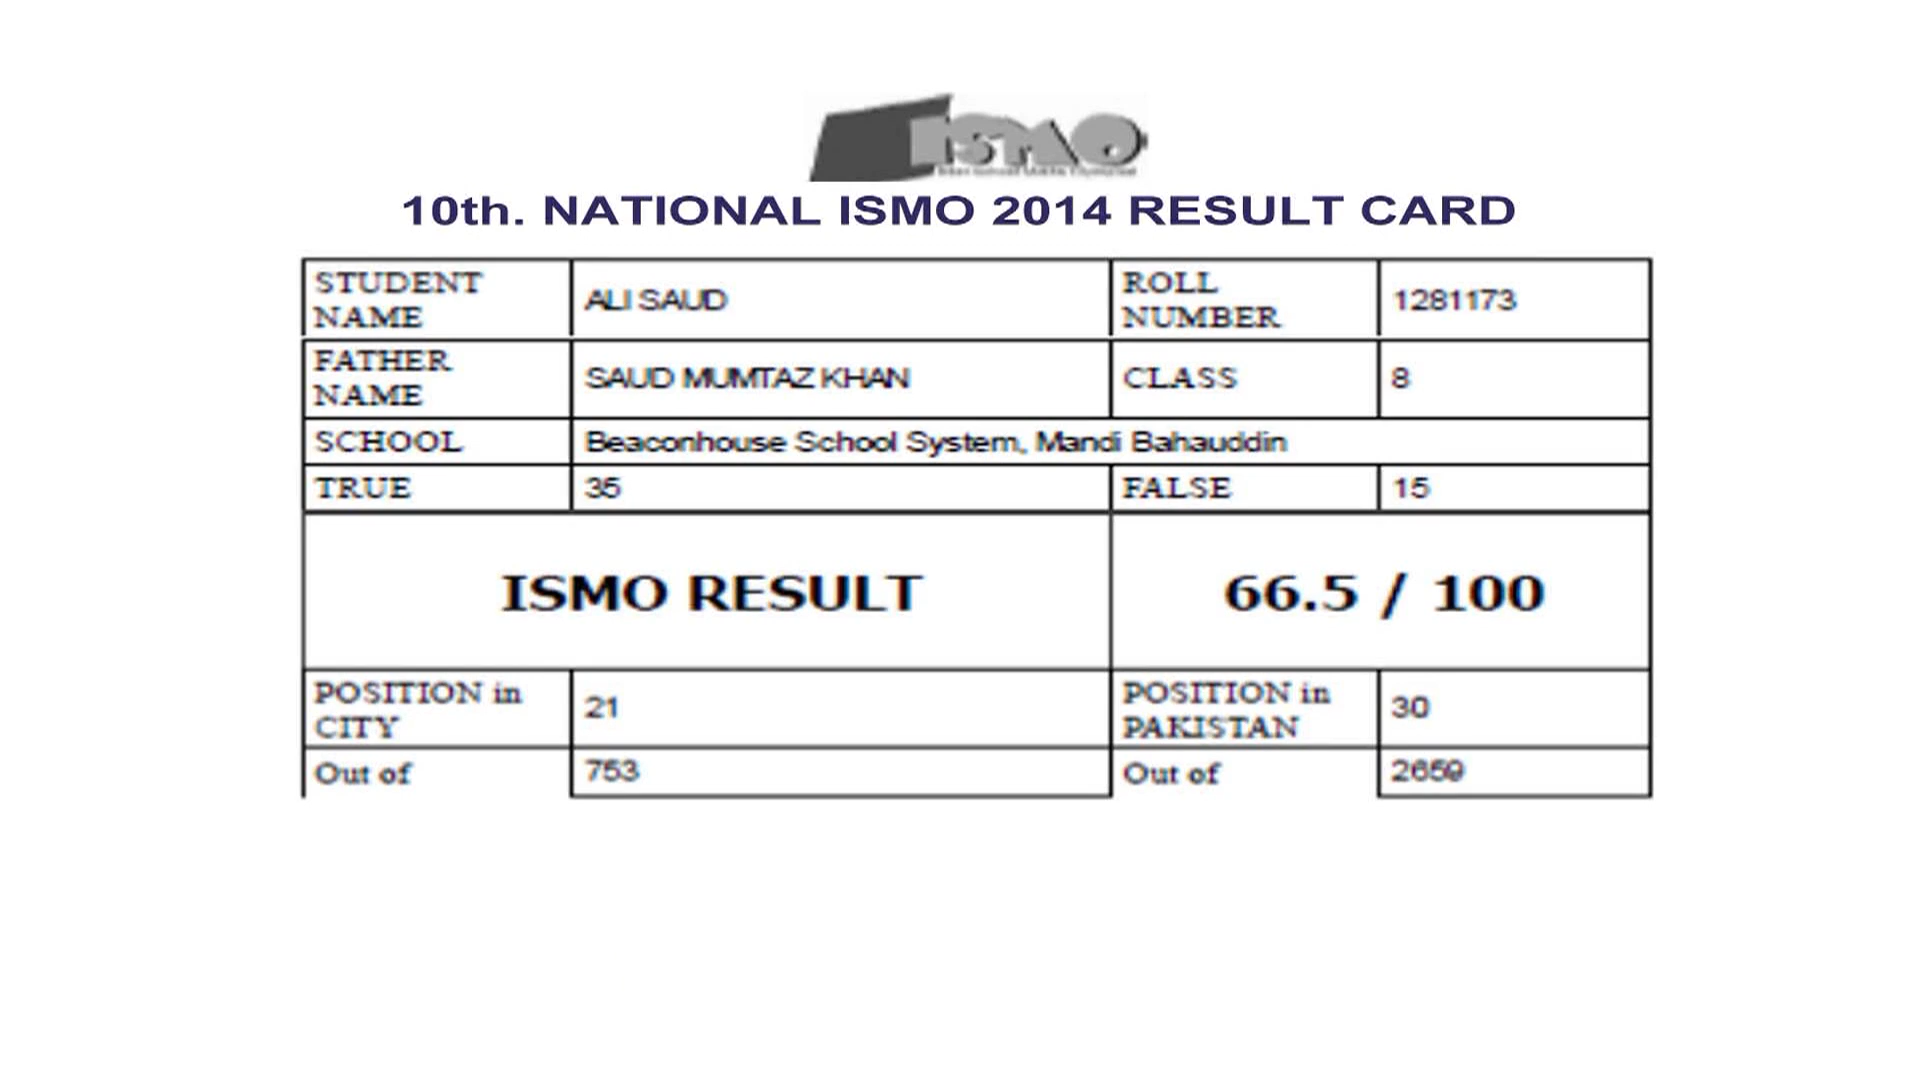 ISMO
10th. NATIONAL ISMO 2014 RESULT CARD
STUDENT NAME ALI SAUD ROLL NUMBER 1281173
FATHER NAME SAUD MUMTAZ KHAN CLASS 8
SCHOOL Beaconhouse School System, Mandi Bahauddin
TRUE 35 FALSE 15
ISMO RESULT 66.5 / 100
POSITION in CITY 21 POSITION in PAKISTAN 30
Out of 753 Out of 2659